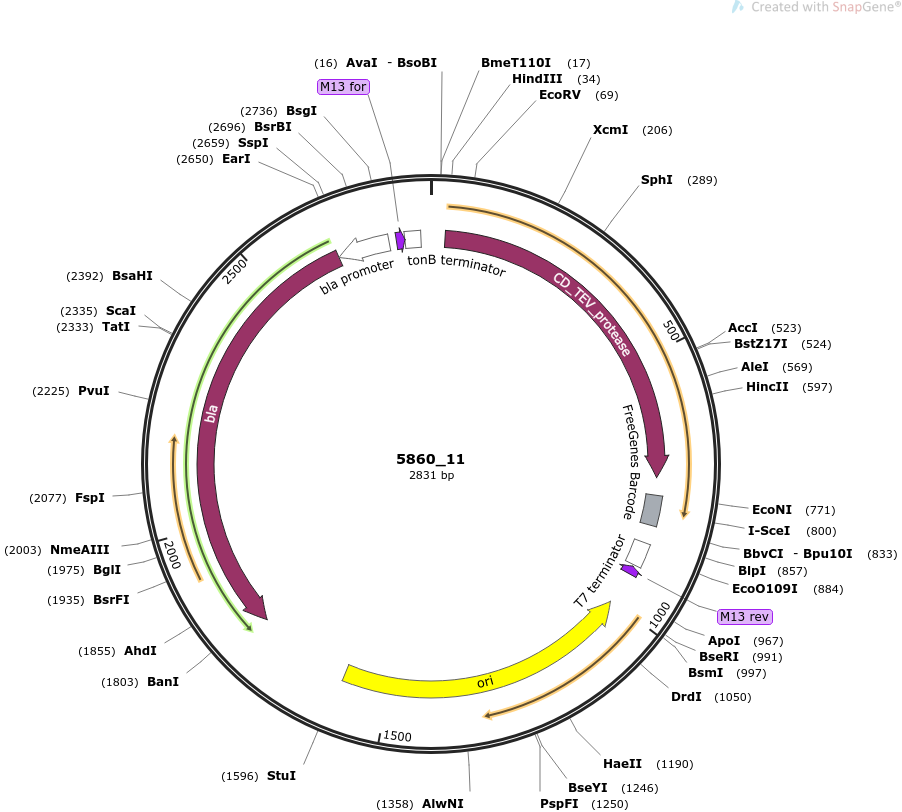 Created with SnapGene®
(16) AvaI - BsoBI
BmeT110I (17)
M13 for
HindIII (34)
EcoRV (69)
(2736) BsgI
(2696) BsrBI
(2659) SspI
(2650) EarI
XcmI (206)
SphI (289)
bla promoter
tonB terminator
CD_TEV_protease
2500
500
(2392) BsaHI
(2335) ScaI
(2333) TatI
AccI (523)
BstZ17I (524)
AleI (569)
HincII (597)
(2225) PvuI
bla
FreeGenes Barcode
5860_11
2831 bp
(2077) FspI
EcoNI (771)
I-SceI (800)
(2003) NmeAIII
(1975) BglI
2000
BbvCI - Bpu10I (833)
BlpI (857)
EcoO109I (884)
T7 terminator
(1935) BsrFI
M13 rev
1000
(1855) AhdI
(1803) BanI
ApoI (967)
BseRI (991)
BsmI (997)
DrdI (1050)
ori
1500
(1596) StuI
HaeII (1190)
BseYI (1246)
(1358) AlwNI
PspFI (1250)